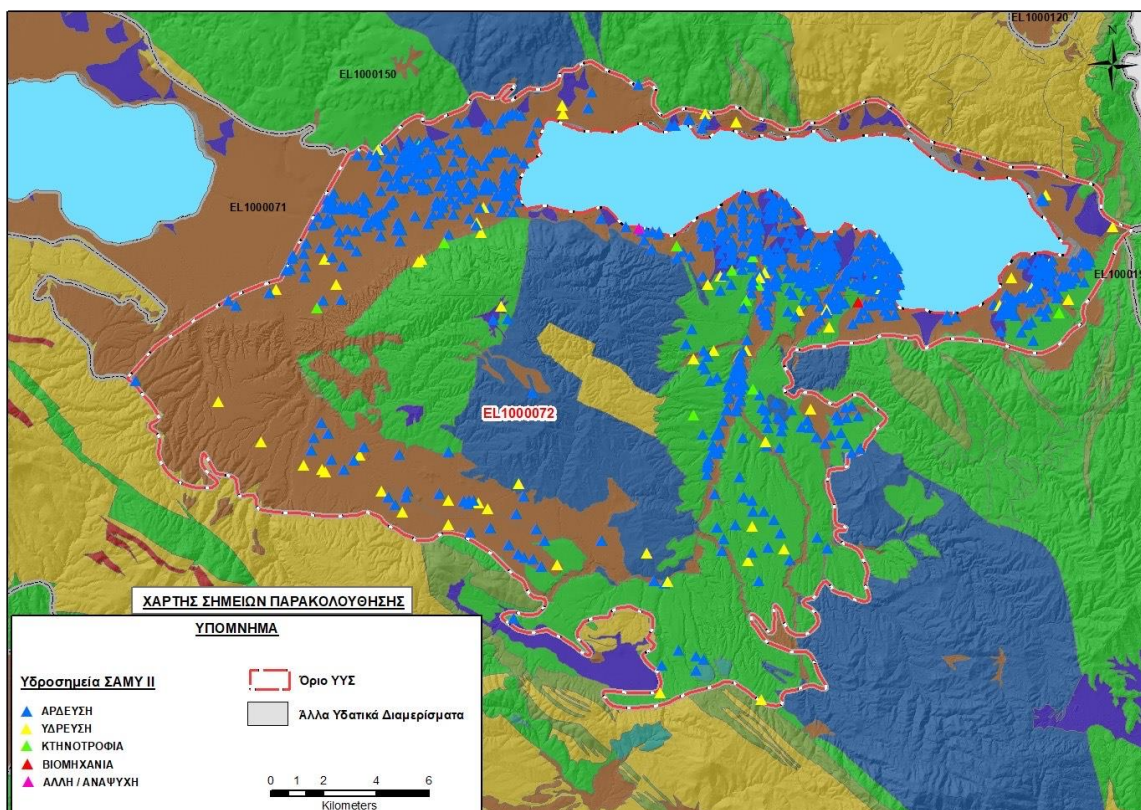 EL1000120
N
EL1000150
EL1000071
EL1000072
ΧΑΡΤΗΣ ΣΗΜΕΙΩΝ ΠΑΡΑΚΟΛΟΥΘΗΣΗΣ
ΥΠΟΜΝΗΜΑ
Υδροσημεία ΣΑΜΥ ΙΙ
ΑΡΔΕΥΣΗ
ΥΔΡΕΥΣΗ
ΚΤΗΝΟΤΡΟΦΙΑ
ΒΙΟΜΗΧΑΝΙΑ
ΑΛΛΗ / ΑΝΑΨΥΧΗ
Όριο ΥΥΣ
Άλλα Υδατικά Διαμερίσματα
0 1 2 4 6
Kilometers